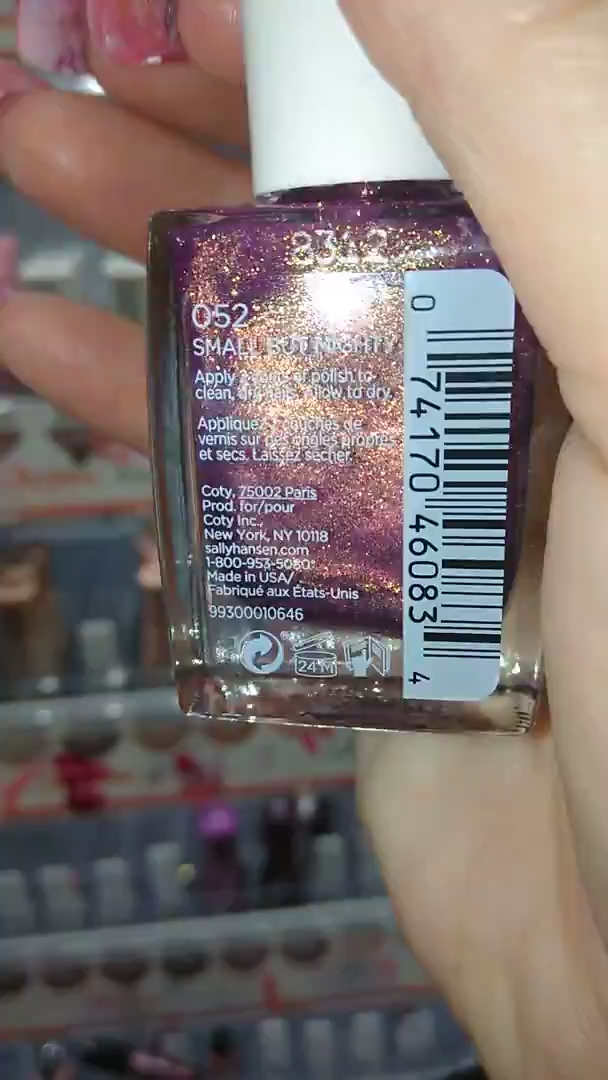 8312
052
SMALL BUT MIGHTY
Apply 2 coats of polish to
clean, dry nails. Allow to dry.
Appliquez 2 couches de
vernis sur des ongles propres
et secs. Laissez sécher.
Coty, 75002 Paris
Prod. for/pour
Coty Inc.,
New York, NY 10118
sallyhansen.com
1-800-953-5080
Made in USA/
Fabriqué aux États-Unis
99300010646
24 M
0 74170 46083 4